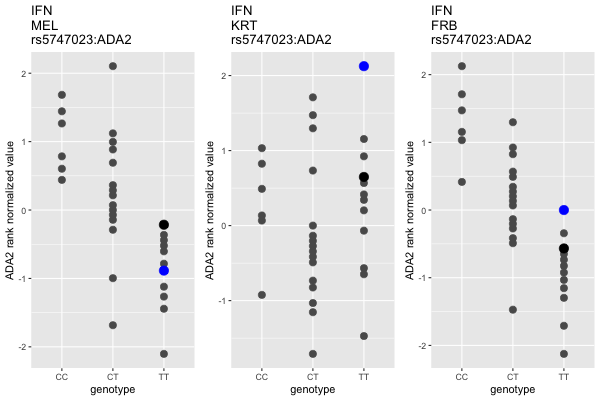 IFN
MEL
rs5747023:ADA2
ADA2 rank normalized value
2
1
0
-1
-2
CC CT TT
genotype
IFN
KRT
rs5747023:ADA2
ADA2 rank normalized value
2
1
0
-1
CC CT TT
genotype
IFN
FRB
rs5747023:ADA2
ADA2 rank normalized value
2
1
0
-1
-2
CC CT TT
genotype